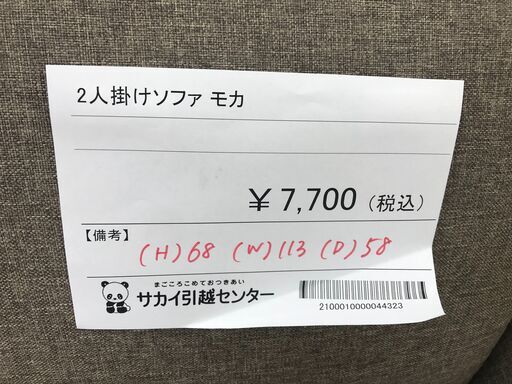 2人掛けソファ モカ
￥7,700（税込）
【備考】
(H)68 (W)113 (D)58
まごころこめておつきあい
サカイ引越センター
2100010000044323